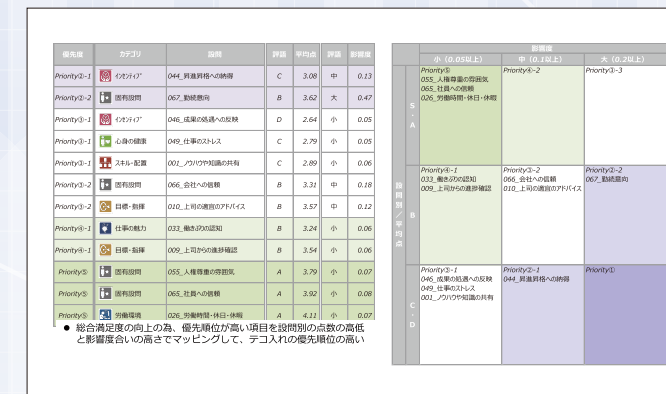 優先度 カテゴリ 設問 評語 平均点 評語 影響度
Priority②-1 インセンティブ 044_昇進昇格への納得 C 3.08 中 0.13
Priority②-2 固有設問 067_勤続意向 B 3.62 大 0.47
Priority③-1 インセンティブ 046_成果の処遇への反映 D 2.64 小 0.05
Priority③-1 心身の健康 049_仕事のストレス C 2.79 小 0.05
Priority③-1 スキル・配置 001_ノウハウや知識の共有 C 2.89 小 0.06
Priority③-2 固有設問 066_会社への信頼 B 3.31 中 0.18
Priority③-2 目標・指揮 010_上司の適宜のアドバイス B 3.57 中 0.12
Priority④-1 仕事の魅力 033_働きぶりの認知 B 3.24 小 0.06
Priority④-1 目標・指揮 009_上司からの進捗確認 B 3.54 小 0.06
Priority⑤ 固有設問 055_人権尊重の雰囲気 A 3.79 小 0.07
Priority⑤ 固有設問 065_社員への信頼 A 3.92 小 0.08
Priority⑤ 労働環境 026_労働時間・休日・休暇 A 4.11 小 0.07
● 総合満足度の向上の為、優先順位が高い項目を設問別の点数の高低
と影響度合いの高さでマッピングして、テコ入れの優先順位の高い
影響度
小（0.05以上） 中（0.1以上） 大（0.2以上）
設問別／平均点
S・A
Priority⑤
055_人権尊重の雰囲気
065_社員への信頼
026_労働時間・休日・休暇
Priority④-2
Priority③-3
B
Priority④-1
033_働きぶりの認知
009_上司からの進捗確認
Priority③-2
066_会社への信頼
010_上司の適宜のアドバイス
Priority②-2
067_勤続意向
C・D
Priority③-1
046_成果の処遇への反映
049_仕事のストレス
001_ノウハウや知識の共有
Priority②-1
044_昇進昇格への納得
Priority①